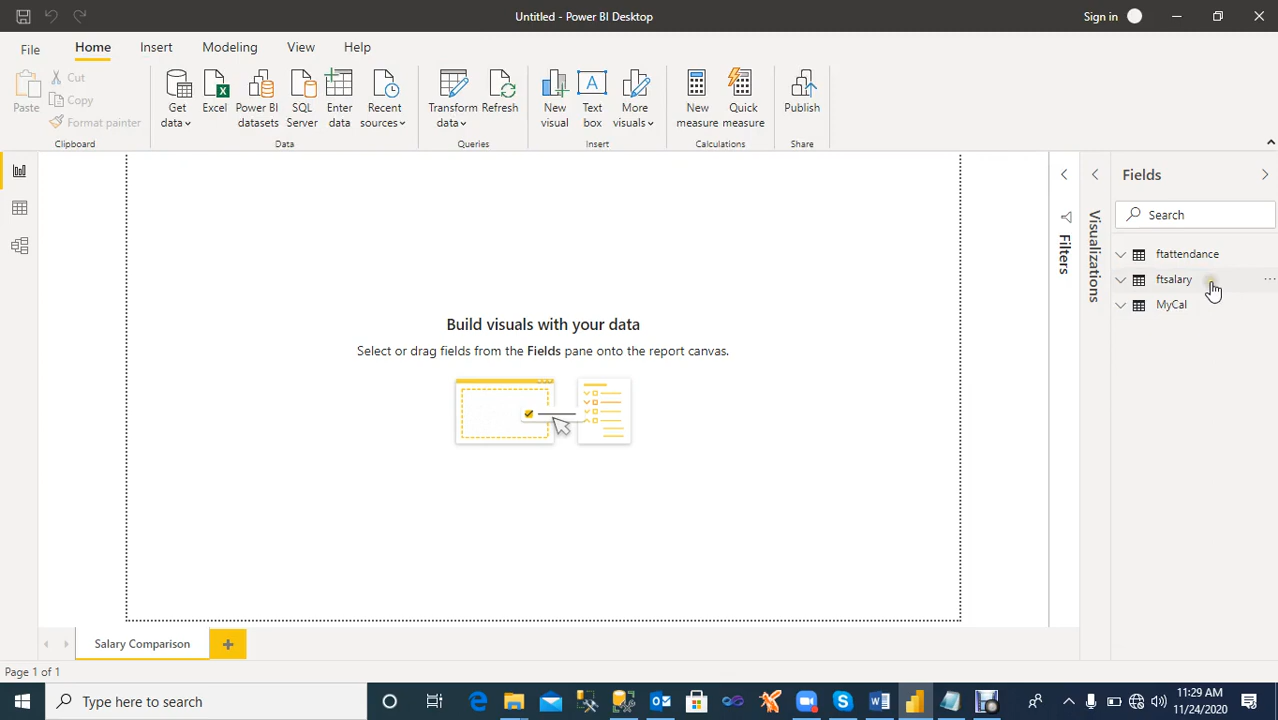 Untitled - Power BI Desktop
Sign in
File Home Insert Modeling View Help
Paste
Cut
Copy
Format painter
Clipboard
Get data
Excel
Power BI datasets
SQL Server
Enter data
Recent sources
Data
Transform data
Refresh
Queries
New visual
Text box
More visuals
Insert
New measure
Quick measure
Calculations
Publish
Share
Filters
Visualizations
Fields
Search
ftattendance
ftsalary
MyCal
Build visuals with your data
Select or drag fields from the Fields pane onto the report canvas.
Salary Comparison
Page 1 of 1
Type here to search
11:29 AM
11/24/2020